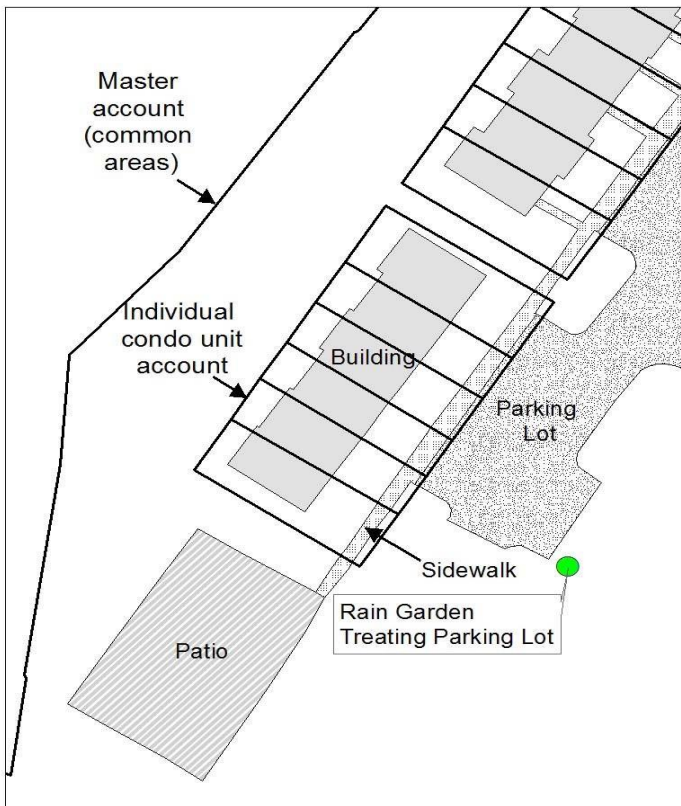 Master
account
(common
areas)
Individual
condo unit
account
Building
Parking
Lot
Sidewalk
Rain Garden
Treating Parking Lot
Patio